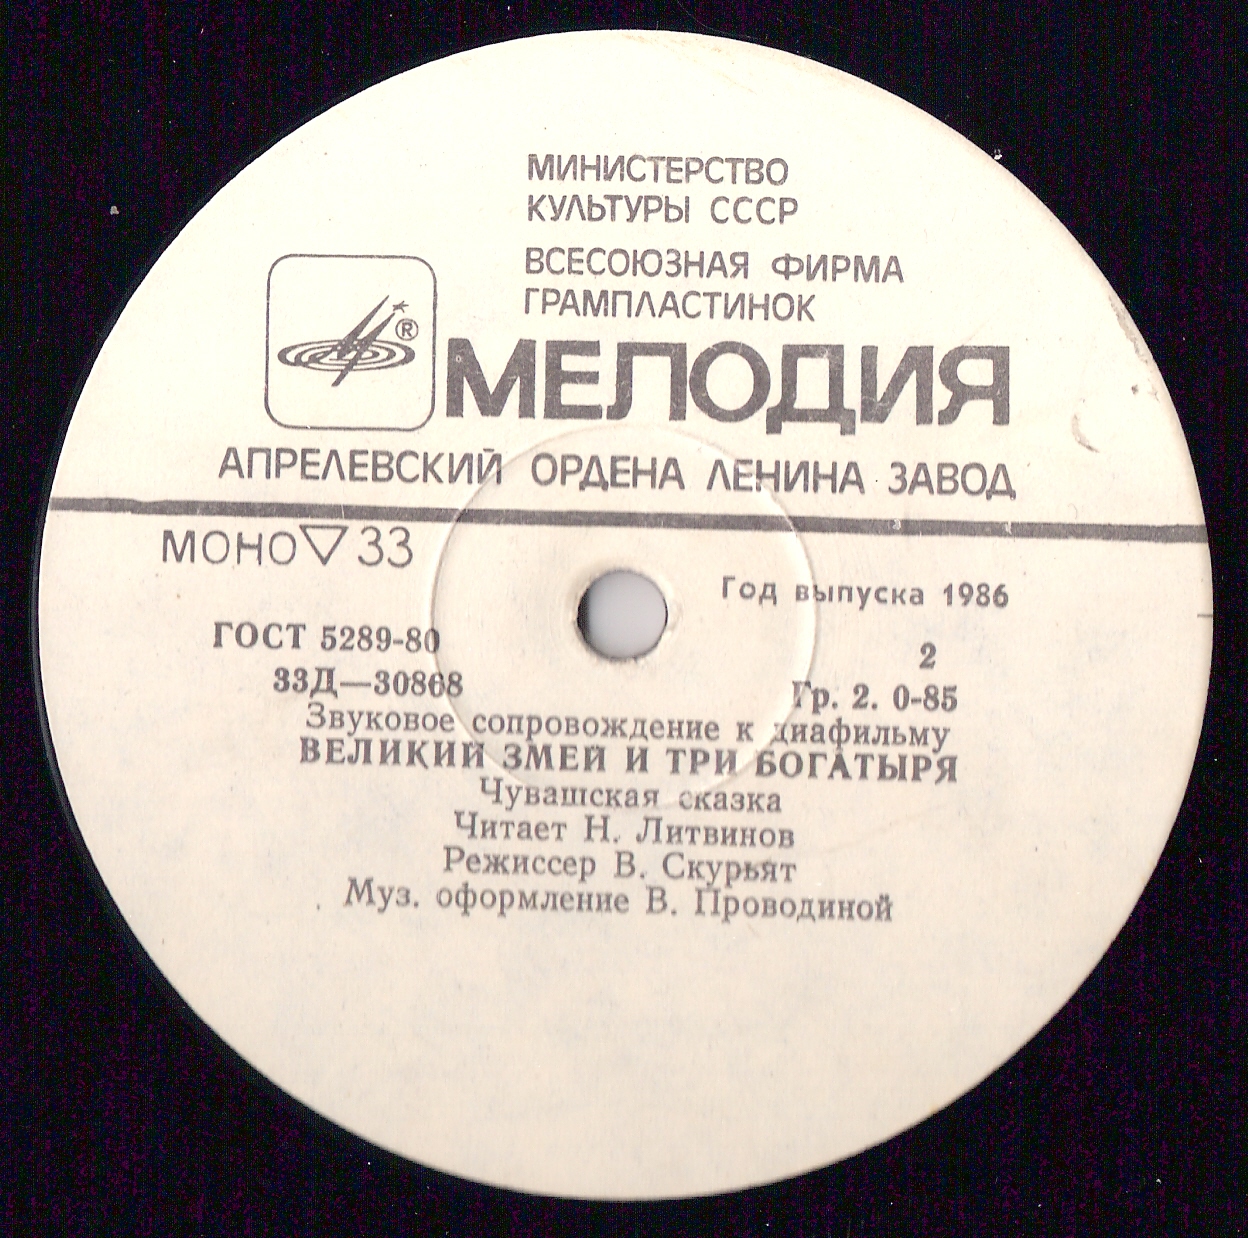 МИНИСТЕРСТВО
КУЛЬТУРЫ СССР
ВСЕСОЮЗНАЯ ФИРМА
ГРАМПЛАСТИНОК
®
МЕЛОДИЯ
АПРЕЛЕВСКИЙ ОРДЕНА ЛЕНИНА ЗАВОД
МОНО▽33
Год выпуска 1986
ГОСТ 5289-80
2
33Д—30868
Гр. 2. 0-85
Звуковое сопровождение к диафильму
ВЕЛИКИЙ ЗМЕЙ И ТРИ БОГАТЫРЯ
Чувашская сказка
Читает Н. Литвинов
Режиссер В. Скурьят
Муз. оформление В. Проводиной